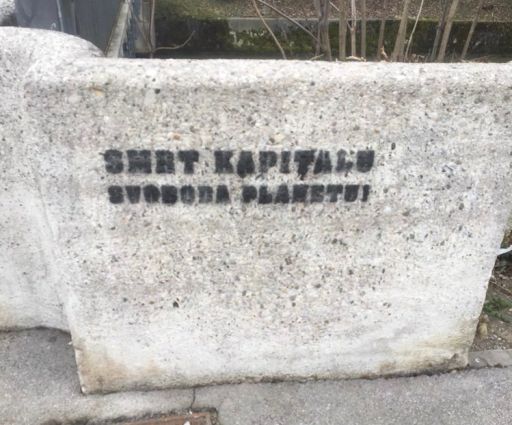 SMRT KAPITALU
SVOBODA PLANETU!